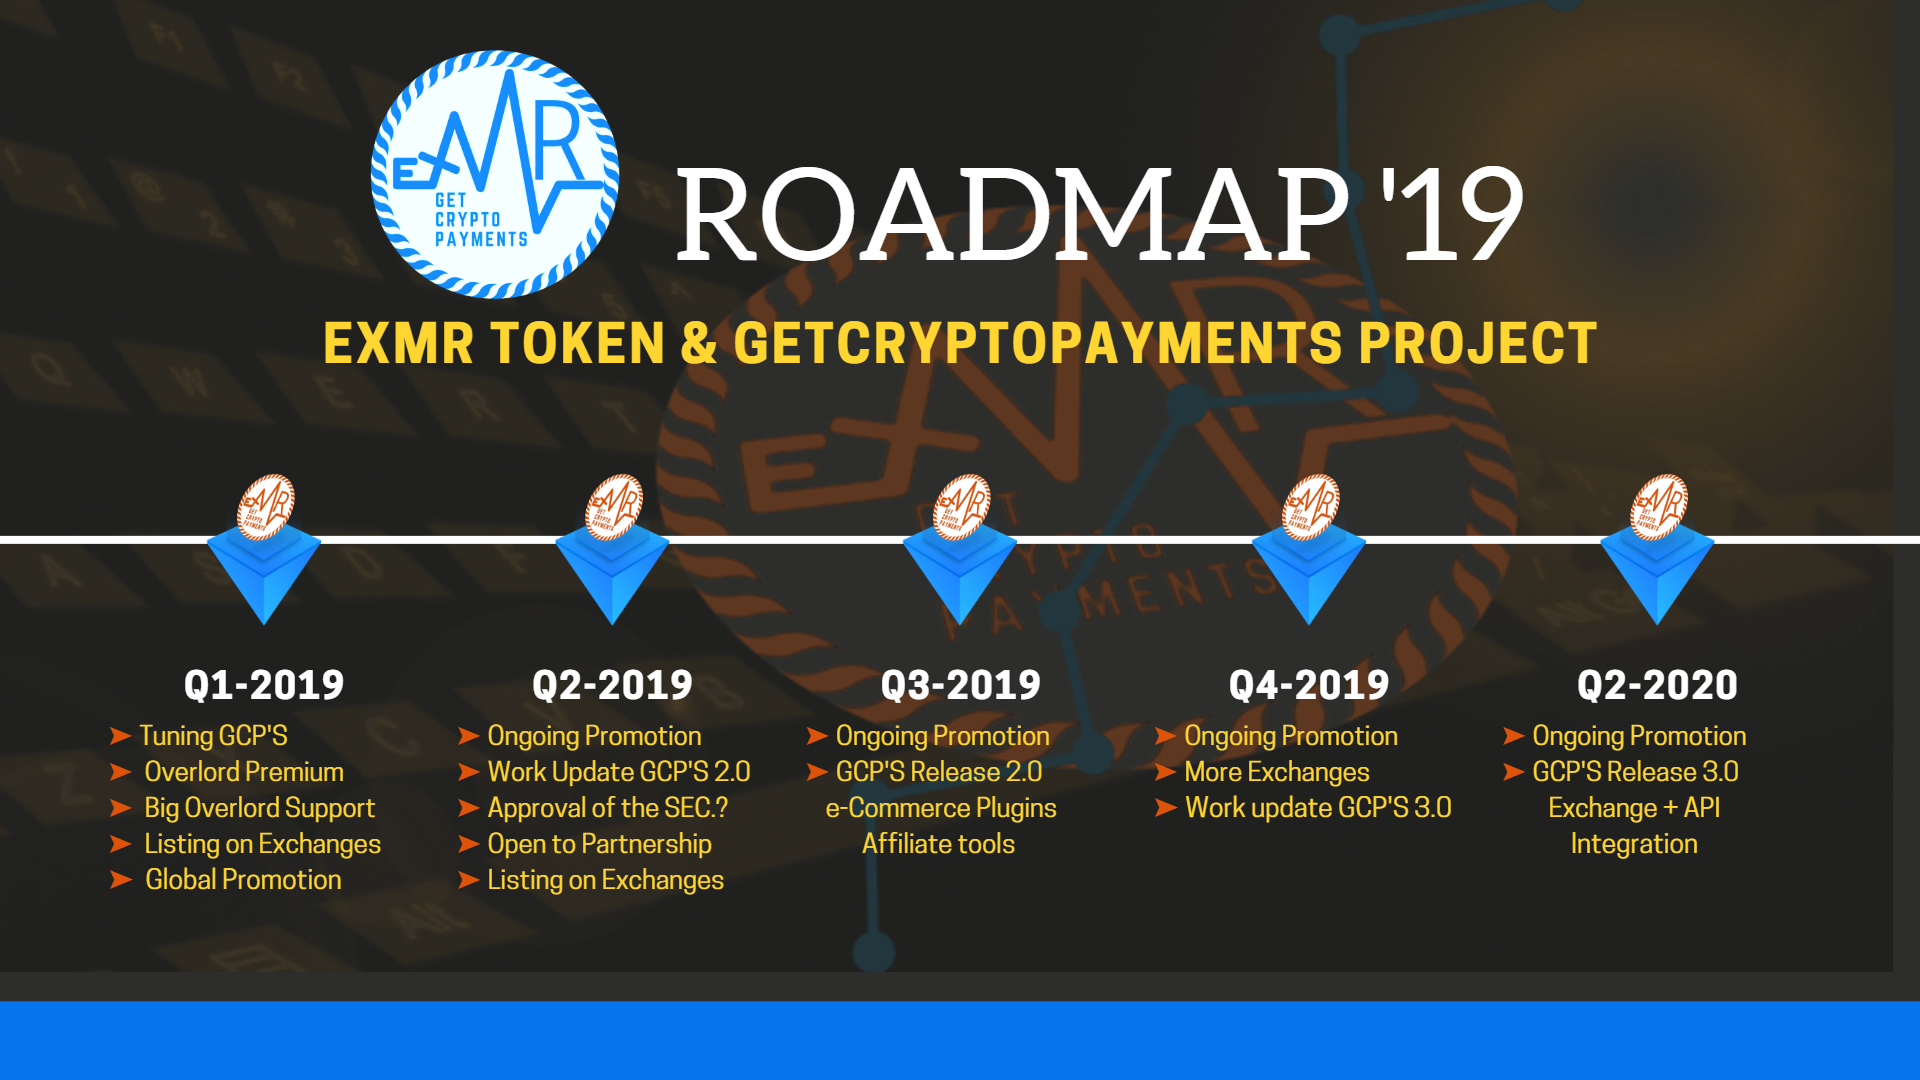 EXMR
GET
CRYPTO
PAYMENTS
ROADMAP '19
EXMR TOKEN & GETCRYPTOPAYMENTS PROJECT
Q1-2019
Tuning GCP'S
Overlord Premium
Big Overlord Support
Listing on Exchanges
Global Promotion
Q2-2019
Ongoing Promotion
Work Update GCP'S 2.0
Approval of the SEC.?
Open to Partnership
Listing on Exchanges
Q3-2019
Ongoing Promotion
GCP'S Release 2.0
e-Commerce Plugins
Affiliate tools
Q4-2019
Ongoing Promotion
More Exchanges
Work update GCP'S 3.0
Q2-2020
Ongoing Promotion
GCP'S Release 3.0
Exchange + API
Integration